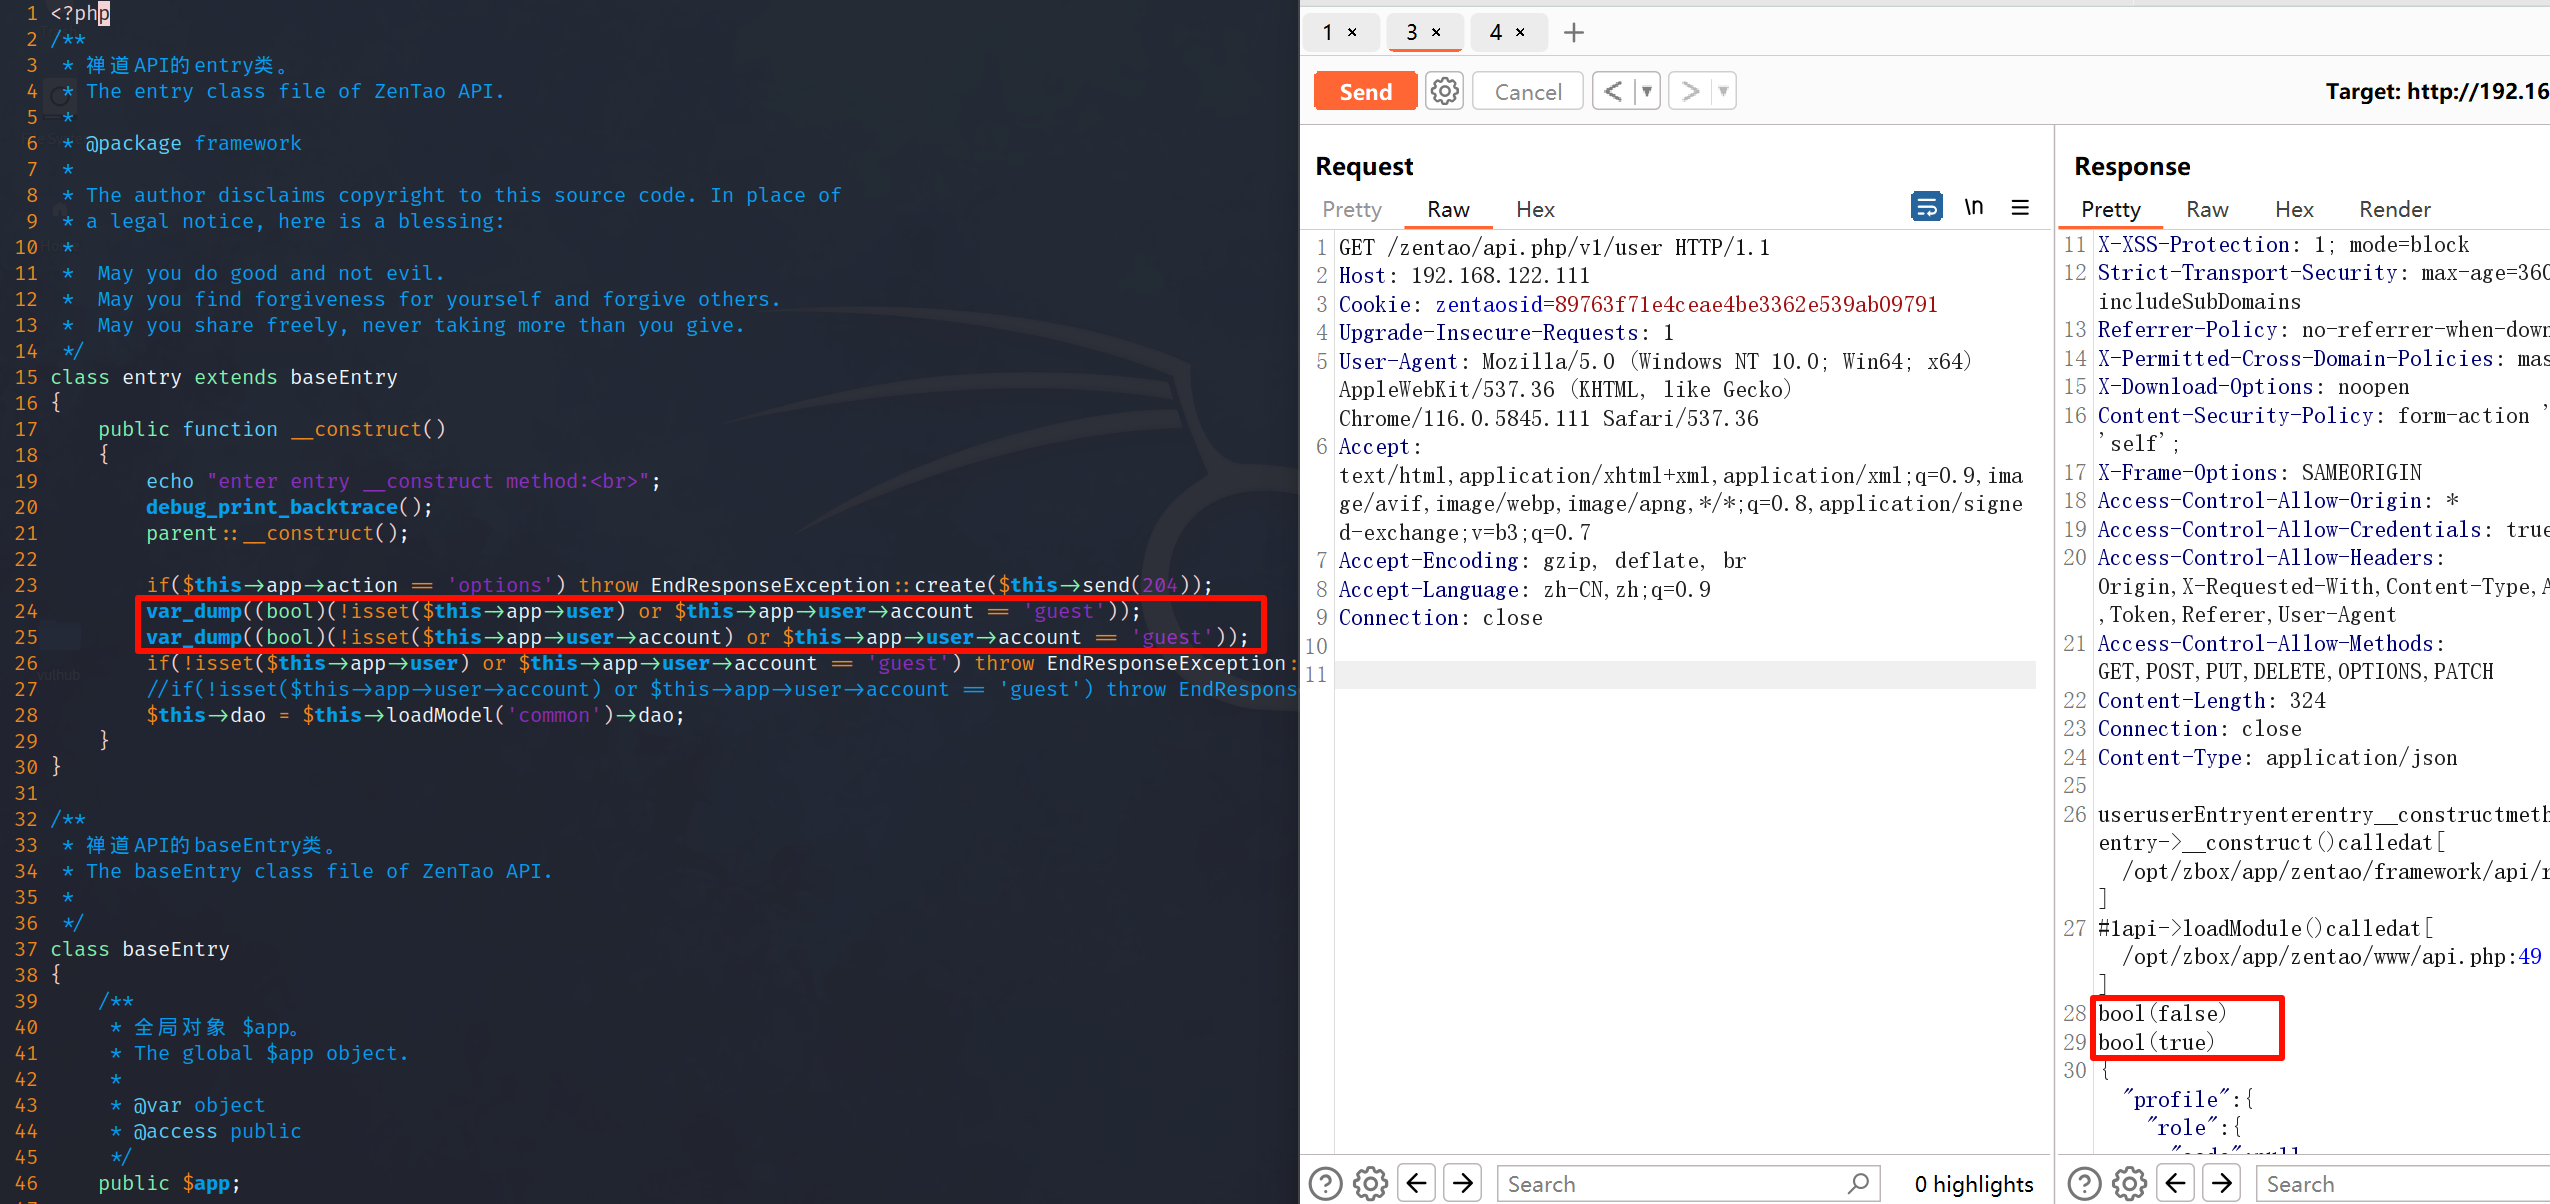 1 <?php
2 /**
3  * 禅道API的entry类。
4  * The entry class file of ZenTao API.
5  *
6  * @package framework
7  *
8  * The author disclaims copyright to this source code. In place of
9  * a legal notice, here is a blessing:
10  *
11  *  May you do good and not evil.
12  *  May you find forgiveness for yourself and forgive others.
13  *  May you share freely, never taking more than you give.
14  */
15 class entry extends baseEntry
16 {
17     public function __construct()
18     {
19         echo "enter entry __construct method:<br>";
20         debug_print_backtrace();
21         parent::__construct();
22
23         if($this->app->action == 'options') throw EndResponseException::create($this->send(204));
24         var_dump((bool)(!isset($this->app->user) or $this->app->user->account == 'guest'));
25         var_dump((bool)(!isset($this->app->user->account) or $this->app->user->account == 'guest'));
26         if(!isset($this->app->user) or $this->app->user->account == 'guest') throw EndResponseException:
27         //if(!isset($this->app->user->account) or $this->app->user->account == 'guest') throw EndRespons
28         $this->dao = $this->loadModel('common')->dao;
29     }
30 }
31
32 /**
33  * 禅道API的baseEntry类。
34  * The baseEntry class file of ZenTao API.
35  *
36  */
37 class baseEntry
38 {
39     /**
40      * 全局对象 $app。
41      * The global $app object.
42      *
43      * @var object
44      * @access public
45      */
46     public $app;
1 × 3 × 4 × +
Send Cancel < ▼ > ▼ Target: http://192.16
Request
Pretty Raw Hex \n
1 GET /zentao/api.php/v1/user HTTP/1.1
2 Host: 192.168.122.111
3 Cookie: zentaosid=89763f71e4ceae4be3362e539ab09791
4 Upgrade-Insecure-Requests: 1
5 User-Agent: Mozilla/5.0 (Windows NT 10.0; Win64; x64)
AppleWebKit/537.36 (KHTML, like Gecko)
Chrome/116.0.5845.111 Safari/537.36
6 Accept:
text/html,application/xhtml+xml,application/xml;q=0.9,ima
ge/avif,image/webp,image/apng,*/*;q=0.8,application/signe
d-exchange;v=b3;q=0.7
7 Accept-Encoding: gzip, deflate, br
8 Accept-Language: zh-CN,zh;q=0.9
9 Connection: close
10
11
Search 0 highlights
Response
Pretty Raw Hex Render
11 X-XSS-Protection: 1; mode=block
12 Strict-Transport-Security: max-age=360
includeSubDomains
13 Referrer-Policy: no-referrer-when-down
14 X-Permitted-Cross-Domain-Policies: mas
15 X-Download-Options: noopen
16 Content-Security-Policy: form-action '
'self';
17 X-Frame-Options: SAMEORIGIN
18 Access-Control-Allow-Origin: *
19 Access-Control-Allow-Credentials: true
20 Access-Control-Allow-Headers:
Origin,X-Requested-With,Content-Type,A
,Token,Referer,User-Agent
21 Access-Control-Allow-Methods:
GET,POST,PUT,DELETE,OPTIONS,PATCH
22 Content-Length: 324
23 Connection: close
24 Content-Type: application/json
25
26 useruserEntryenterentry__constructmeth
entry->__construct()calledat[
/opt/zbox/app/zentao/framework/api/r
]
27 #1api->loadModule()calledat[
/opt/zbox/app/zentao/www/api.php:49
]
28 bool(false)
29 bool(true)
30 {
"profile":{
"role":{
Search